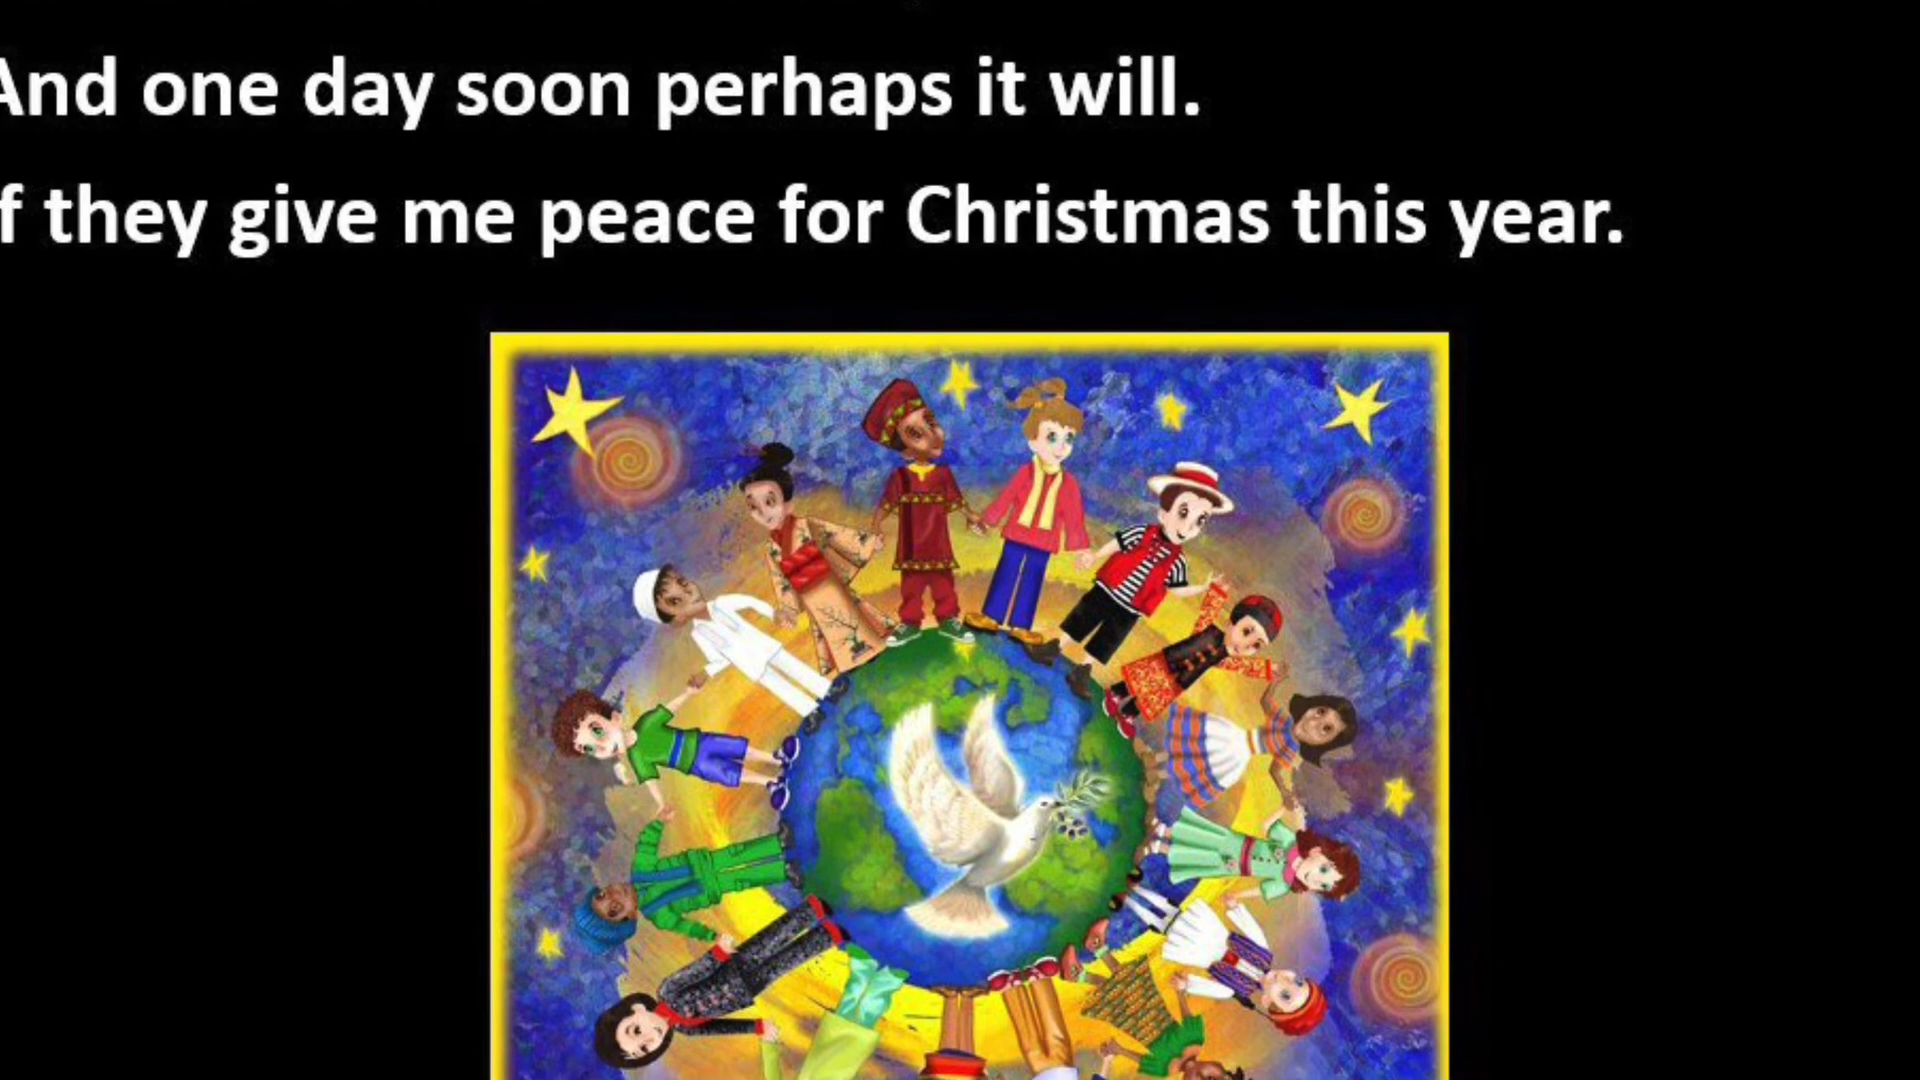 And one day soon perhaps it will.
f they give me peace for Christmas this year.